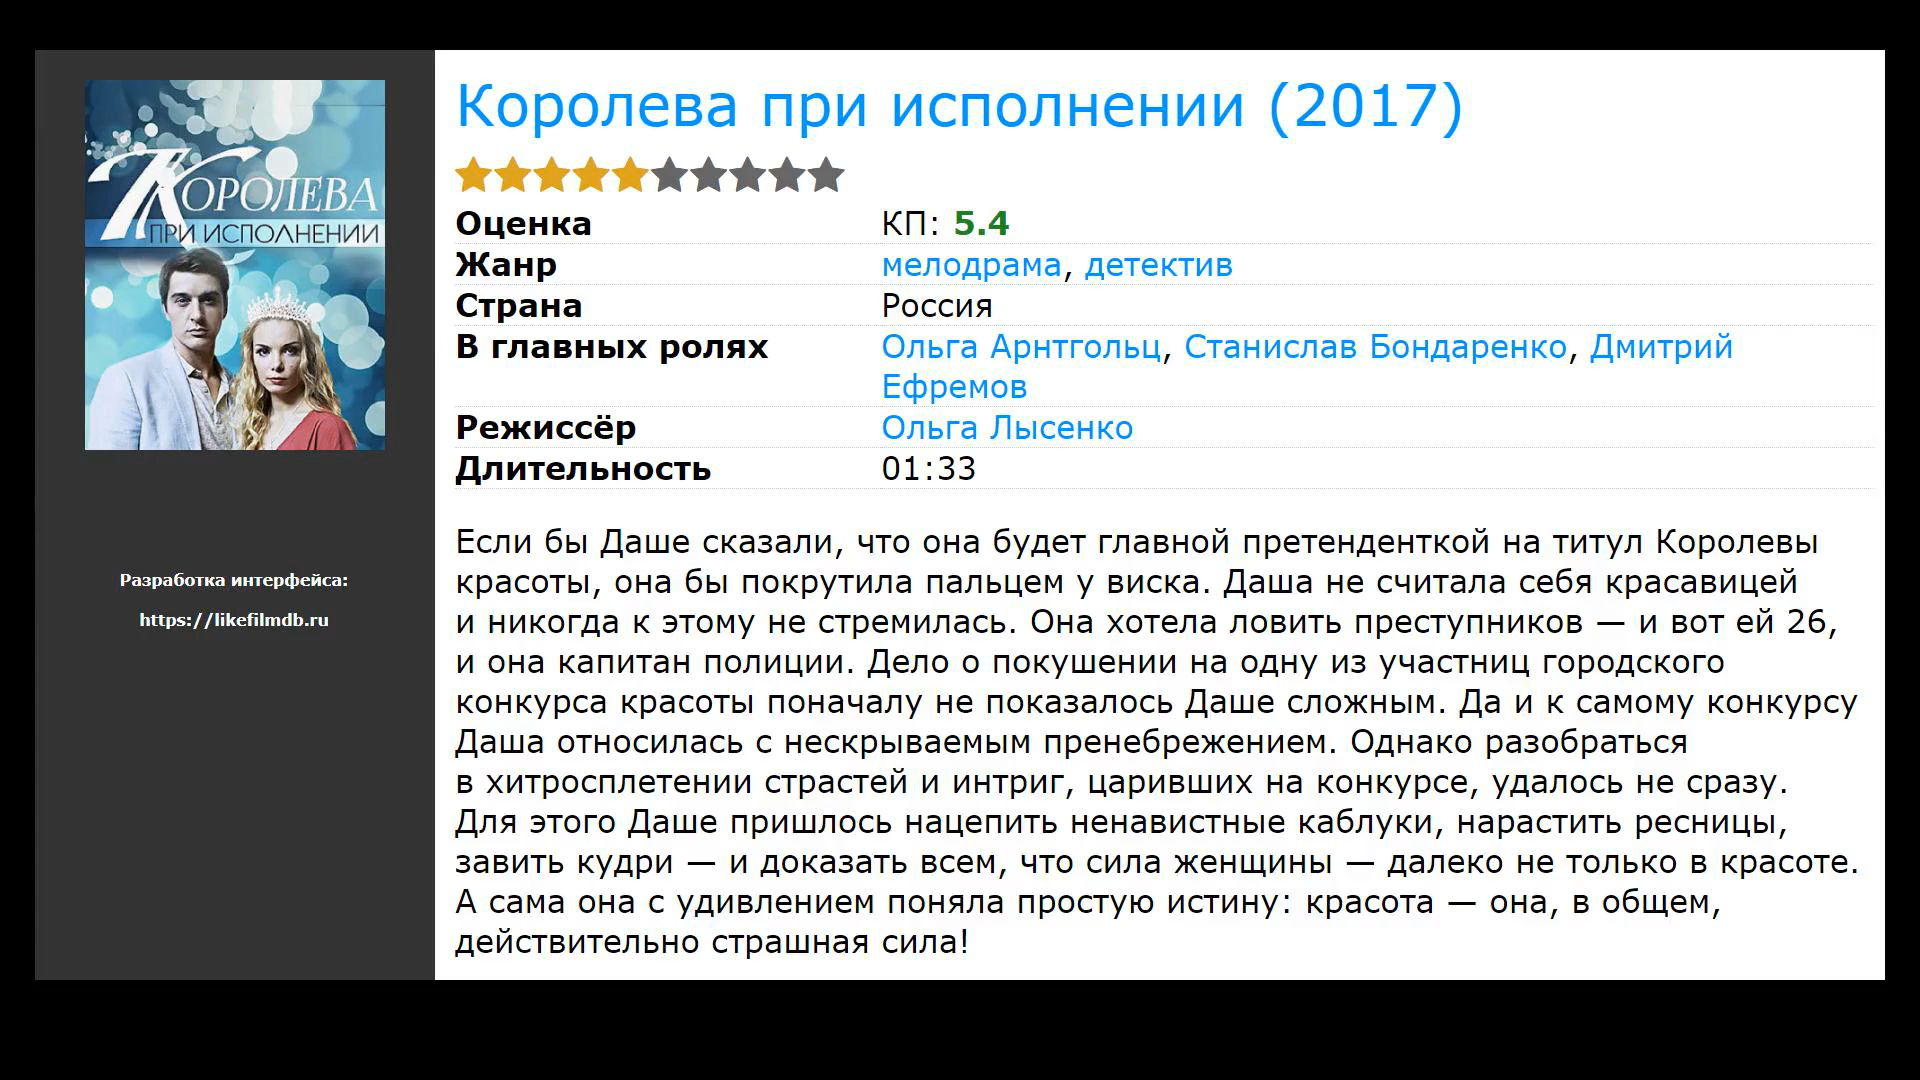 КОРОЛЕВА
ПРИ ИСПОЛНЕНИИ
Разработка интерфейса:
https://likefilmdb.ru
Королева при исполнении (2017)
Оценка КП: 5.4
Жанр мелодрама, детектив
Страна Россия
В главных ролях Ольга Арнтгольц, Станислав Бондаренко, Дмитрий
Ефремов
Режиссёр Ольга Лысенко
Длительность 01:33
Если бы Даше сказали, что она будет главной претенденткой на титул Королевы
красоты, она бы покрутила пальцем у виска. Даша не считала себя красавицей
и никогда к этому не стремилась. Она хотела ловить преступников — и вот ей 26,
и она капитан полиции. Дело о покушении на одну из участниц городского
конкурса красоты поначалу не показалось Даше сложным. Да и к самому конкурсу
Даша относилась с нескрываемым пренебрежением. Однако разобраться
в хитросплетении страстей и интриг, царивших на конкурсе, удалось не сразу.
Для этого Даше пришлось нацепить ненавистные каблуки, нарастить ресницы,
завить кудри — и доказать всем, что сила женщины — далеко не только в красоте.
А сама она с удивлением поняла простую истину: красота — она, в общем,
действительно страшная сила!